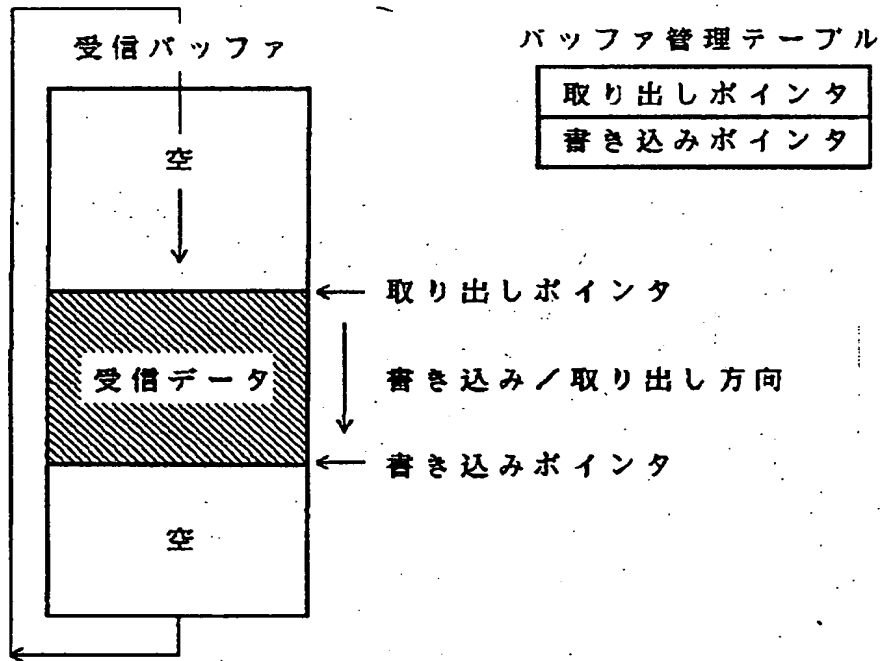 受信バッファ
バッファ管理テーブル
取り出しポインタ
書き込みポインタ
空
取り出しポインタ
受信データ
書き込み/取り出し方向
書き込みポインタ
空